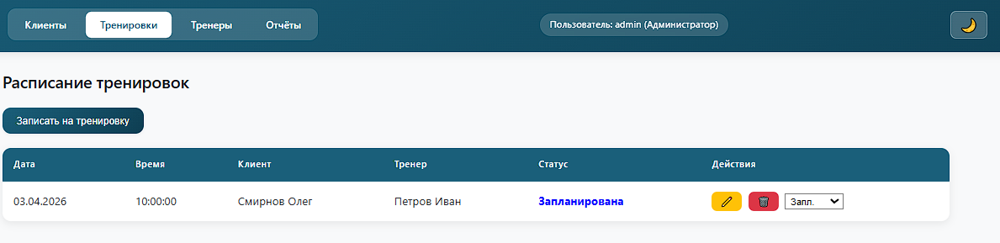 Клиенты Тренировки Тренеры Отчёты Пользователь: admin (Администратор)
Расписание тренировок
Записать на тренировку
Дата Время Клиент Тренер Статус Действия
03.04.2026 10:00:00 Смирнов Олег Петров Иван Запланирована Запл.